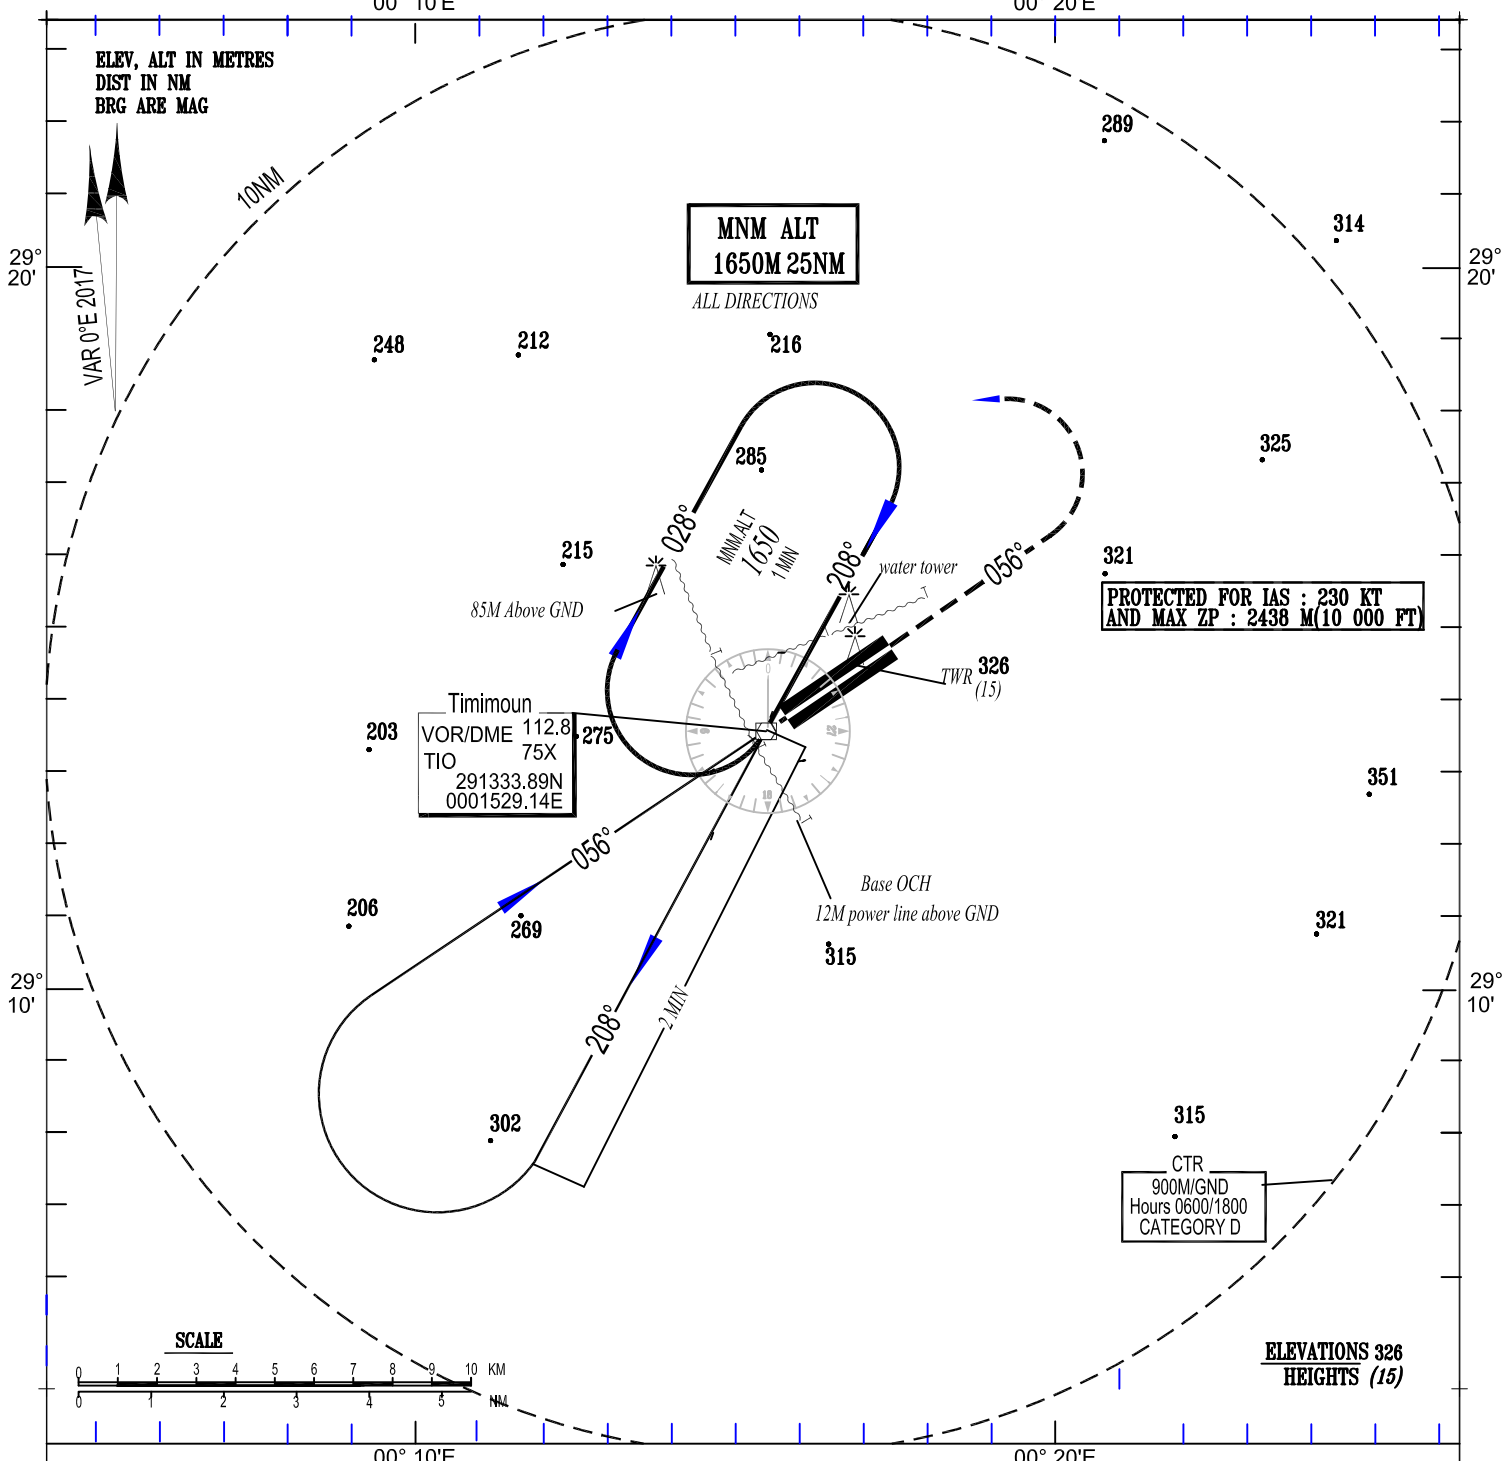 00° 10'E
00° 20'E
ELEV, ALT IN METRES
DIST IN NM
BRG ARE MAG
289
10NM
314
MNM ALT
1650M 25NM
ALL DIRECTIONS
29°
20'
29°
20'
VAR 0°E 2017
248
212
216
285
325
028°
MNM.ALT
1650
1 MIN
208°
water tower
056°
215
321
85M Above GND
PROTECTED FOR IAS : 230 KT
AND MAX ZP : 2438 M(10 000 FT)
TWR 326
(15)
0
9
12
18
Timimoun
VOR/DME 112.8
TIO 75X
291333.89N
0001529.14E
203
275
351
056°
Base OCH
12M power line above GND
206
269
315
321
29°
10'
29°
10'
208°
2 MIN
302
315
CTR
900M/GND
Hours 0600/1800
CATEGORY D
SCALE
0 1 2 3 4 5 6 7 8 9 10 KM
0 1 2 3 4 5 NM
ELEVATIONS 326
HEIGHTS (15)
00° 10'E
00° 20'E